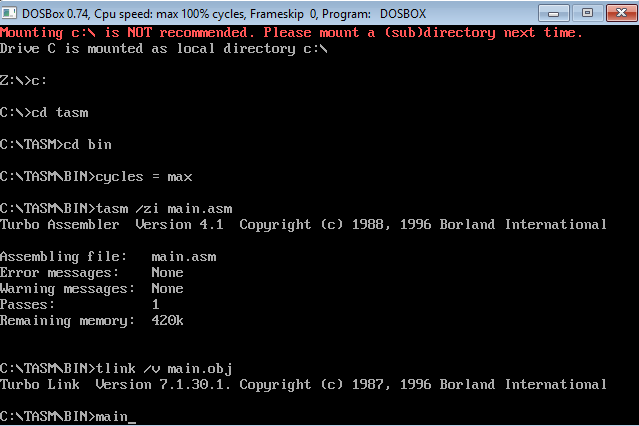 DOSBox 0.74, Cpu speed: max 100% cycles, Frameskip 0, Program: DOSBOX
Mounting c:\ is NOT recommended. Please mount a (sub)directory next time.
Drive C is mounted as local directory c:\
Z:\>c:
C:\>cd tasm
C:\TASM>cd bin
C:\TASM\BIN>cycles = max
C:\TASM\BIN>tasm /zi main.asm
Turbo Assembler  Version 4.1  Copyright (c) 1988, 1996 Borland International
Assembling file:   main.asm
Error messages:    None
Warning messages:  None
Passes:            1
Remaining memory:  420k
C:\TASM\BIN>tlink /v main.obj
Turbo Link  Version 7.1.30.1. Copyright (c) 1987, 1996 Borland International
C:\TASM\BIN>main_